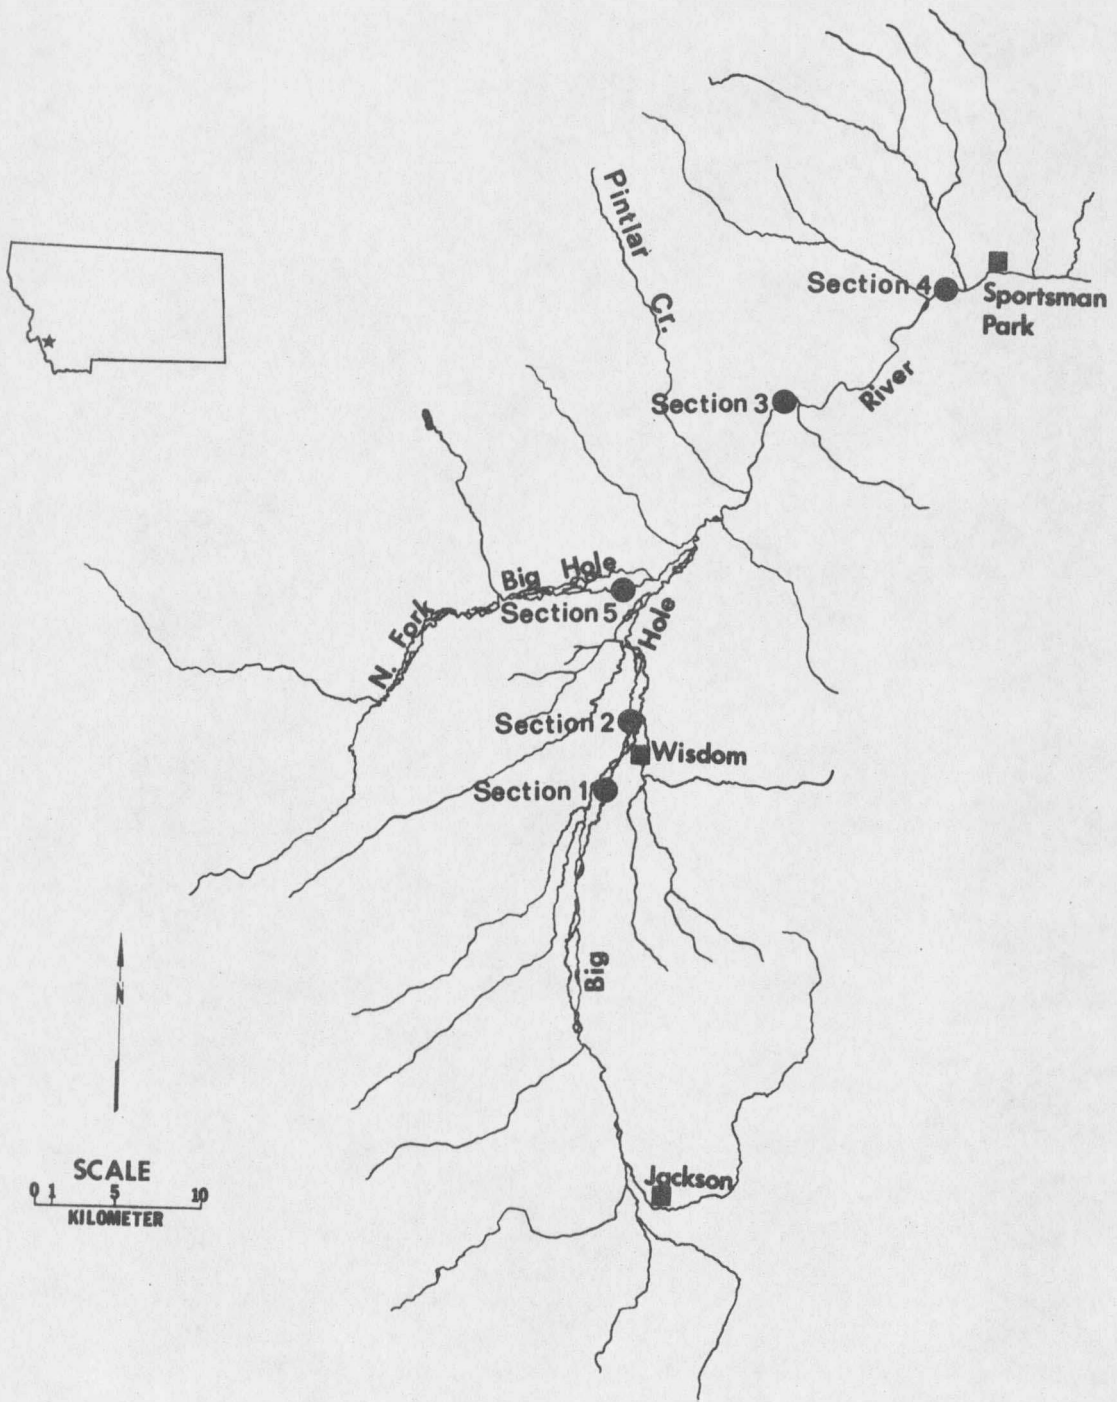 Pintlar
Cr.
Section 4
Sportsman
Park
River
Section 3
Big Hole
Section 5
N. Fork
Hole
Section 2
Wisdom
Section 1
Big
N
Jackson
SCALE
0 1 5 10
KILOMETER